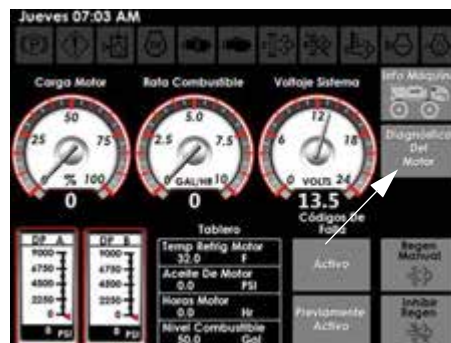 Jueves 07:03 AM
Carga Motor
Rata Combustible
Voltaje Sistema
Info Máquina
50
25
75
0
% 100
0
5.0
2.5
7.5
0
GAL/HR 10
0
12
6
18
0
VOLTS 24
13.5
Diagnóstico
Del
Motor
Códigos De
Falla
DP A
9000
6750
4500
2250
0
0 PSI
DP B
9000
6750
4500
2250
0
0 PSI
Tablero
Temp Refrig Motor
32.0 F
Aceite De Motor
0.0 PSI
Horas Motor
0.0 Hr
Nivel Combustible
50.0 Gal
Activo
Previamente
Activo
Regen
Manual
Inhibir
Regen